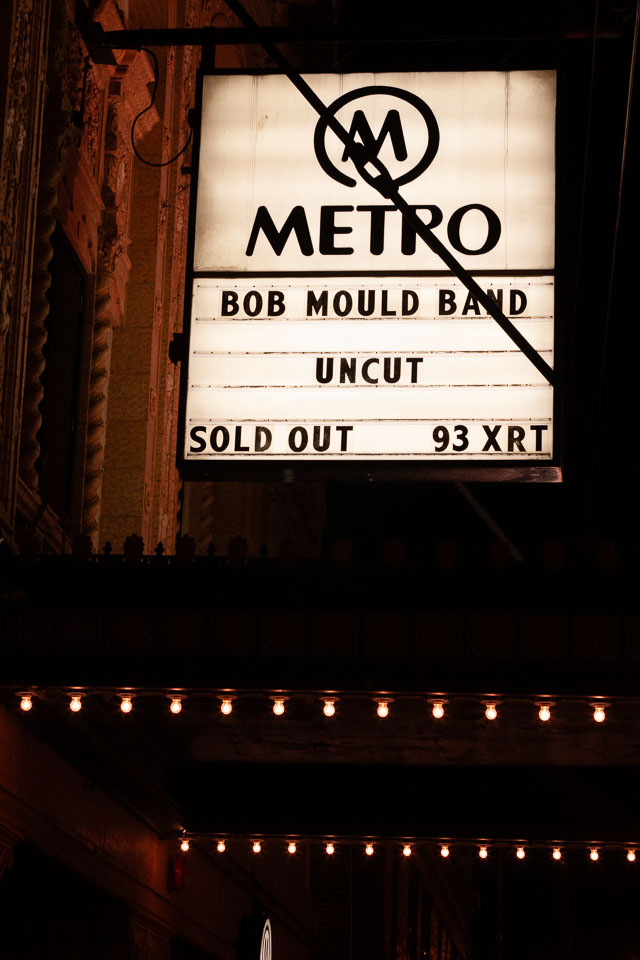 M
METRO
BOB MOULD BAND
UNCUT
SOLD OUT 93 XRT